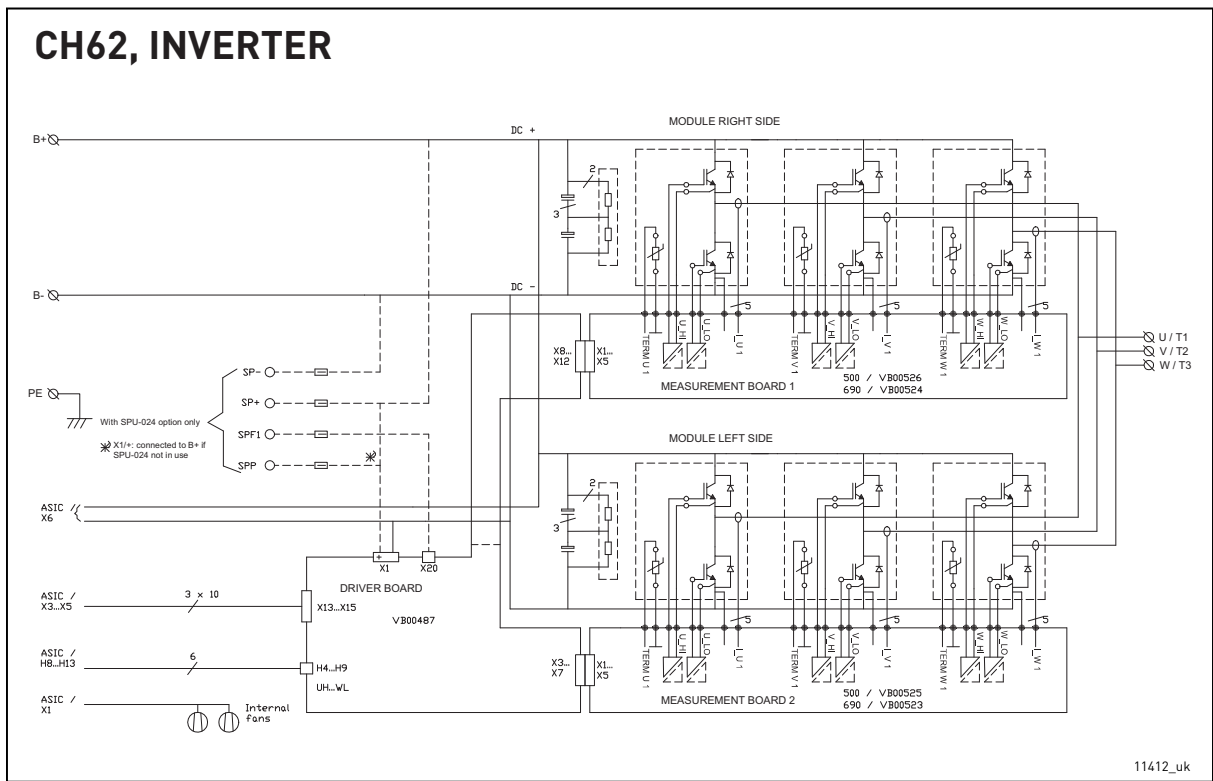 CH62, INVERTER
MODULE RIGHT SIDE
DC +
B+
2
3
DC -
B-
5
5
5
TERM U 1
U_HI
U_LO
I_U 1
TERM V 1
V_HI
V_LO
I_V 1
TERM W 1
W_HI
W_LO
I_W 1
U / T1
V / T2
W / T3
X8...
X12
X1...
X5
MEASUREMENT BOARD 1
500 / VB00526
690 / VB00524
PE
SP-
SP+
SPF1
SPP
With SPU-024 option only
X1/+: connected to B+ if
SPU-024 not in use
MODULE LEFT SIDE
2
3
ASIC /
X6
+
X1
X20
DRIVER BOARD
VB00487
ASIC /
X3...X5
3 x 10
X13...X15
ASIC /
H8...H13
6
H4...H9
UH...WL
ASIC /
X1
Internal
fans
5
5
5
TERM U 1
U_HI
U_LO
I_U 1
TERM V 1
V_HI
V_LO
I_V 1
TERM W 1
W_HI
W_LO
I_W 1
X3...
X7
X1...
X5
MEASUREMENT BOARD 2
500 / VB00525
690 / VB00523
11412_uk